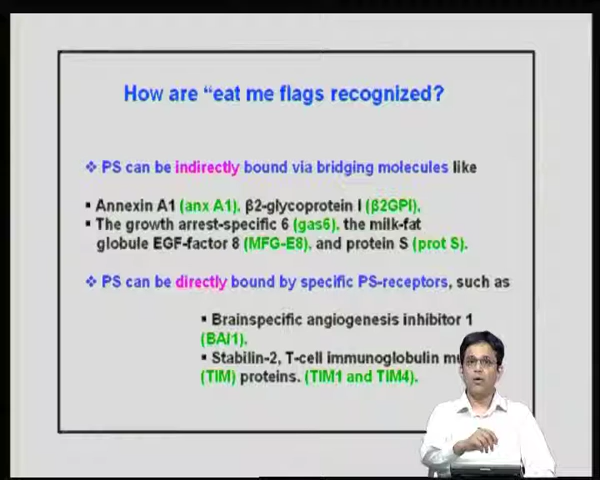 How are “eat me flags recognized?
❖ PS can be indirectly bound via bridging molecules like
▪ Annexin A1 (anx A1), β2-glycoprotein I (β2GPI),
▪ The growth arrest-specific 6 (gas6), the milk-fat
globule EGF-factor 8 (MFG-E8), and protein S (prot S).
❖ PS can be directly bound by specific PS-receptors, such as
▪ Brainspecific angiogenesis inhibitor 1
(BAI1).
▪ Stabilin-2, T-cell immunoglobulin
(TIM) proteins. (TIM1 and TIM4).